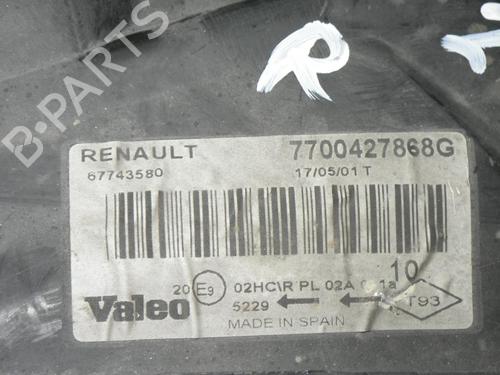 B-PARTS
R
RENAULT 7700427868G
67743580 17/05/01 T
10
20 E9 02HC\R PL 02A
Valeo 5229 T93
MADE IN SPAIN